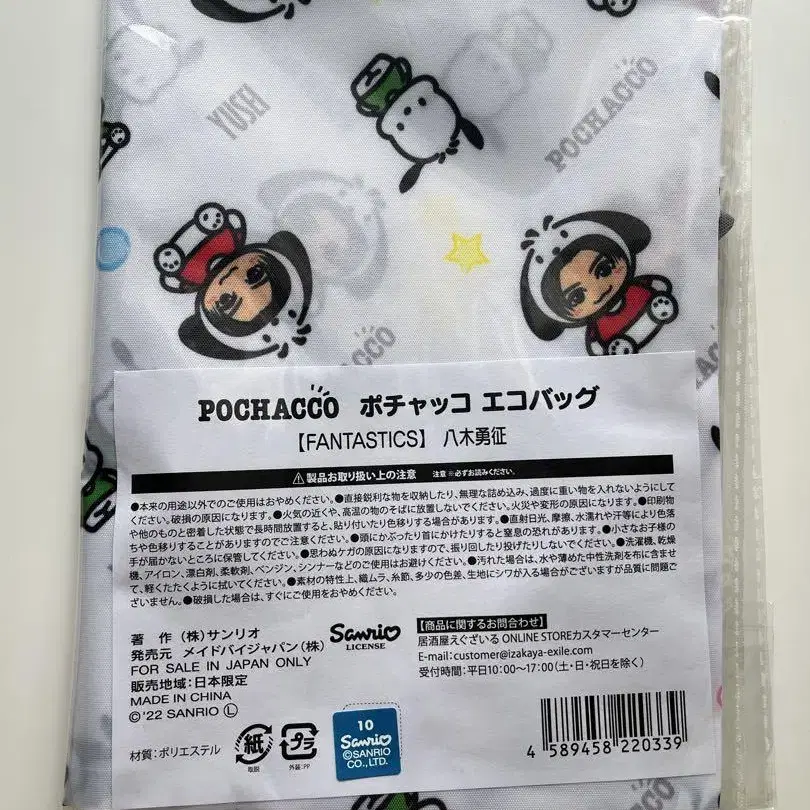 YUSEI
POCHACCO
POCHACCO ポチャッコ エコバッグ
【FANTASTICS】 八木勇征
⚠製品お取り扱い上の注意 注意 ※必ずお読みください。
●本来の用途以外でのご使用はおやめください。●直接鋭利な物を収納したり、無理な詰め込み、過度に重い物を入れないようにして
ください。破損の原因になります。●火気の近くや、高温の物のそばに放置しないでください。火災や変形の原因になります。●印刷物
や他のものと密着した状態で長時間放置すると、貼り付いたり色移りする場合があります。●直射日光、摩擦、水濡れや汗等により色落
ちや色移りすることがありますのでご注意ください。●頭にかぶったり首にかけたりすると窒息の恐れがあります。●小さなお子様の
手が届かないところに保管してください。●思わぬケガの原因になりますので、振り回したり投げたりしないでください。●洗濯機、乾燥
機、アイロン、漂白剤、柔軟剤、ベンジン、シンナーなどのご使用はお避けください。●汚れた場合は、水や薄めた中性洗剤を布に含ませ
て、軽くたたくように拭いてください。●素材の特性上、織ムラ、糸節、多少の色差、生地にシワが入る場合がございますが品質に問題ご
ざいません。●破損した場合は、すぐにご使用をおやめください。
著 作 (株)サンリオ
発売元 メイドバイジャパン(株)
FOR SALE IN JAPAN ONLY
販売地域:日本限定
MADE IN CHINA
©'22 SANRIO Ⓛ
Sanrio
LICENSE
【商品に関するお問合わせ】
居酒屋えぐざいる ONLINE STOREカスタマーセンター
E-mail:customer@izakaya-exile.com
受付時間:平日10:00～17:00(土・日・祝日を除く)
材質:ポリエステル
紙
台紙
プラ
外装:PP
10
Sanrio
©SANRIO
CO., LTD.
4 589458 220339